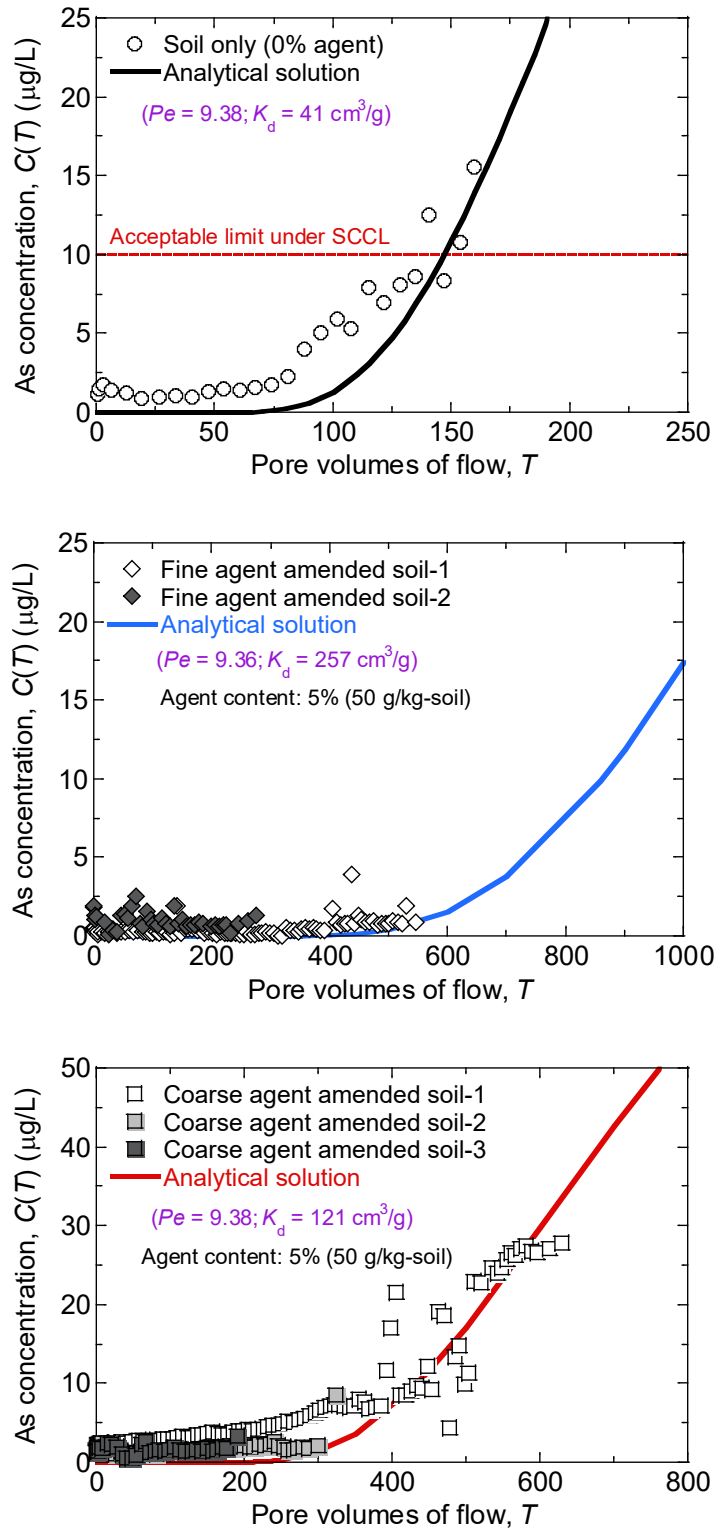 25
20
15
10
5
0
As concentration, C(T) (µg/L)
Soil only (0% agent)
Analytical solution
(Pe = 9.38; Kd = 41 cm³/g)
Acceptable limit under SCCL
0 50 100 150 200 250
Pore volumes of flow, T
25
20
15
10
5
0
As concentration, C(T) (µg/L)
Fine agent amended soil-1
Fine agent amended soil-2
Analytical solution
(Pe = 9.36; Kd = 257 cm³/g)
Agent content: 5% (50 g/kg-soil)
0 200 400 600 800 1000
Pore volumes of flow, T
50
40
30
20
10
0
As concentration, C(T) (µg/L)
Coarse agent amended soil-1
Coarse agent amended soil-2
Coarse agent amended soil-3
Analytical solution
(Pe = 9.38; Kd = 121 cm³/g)
Agent content: 5% (50 g/kg-soil)
0 200 400 600 800
Pore volumes of flow, T